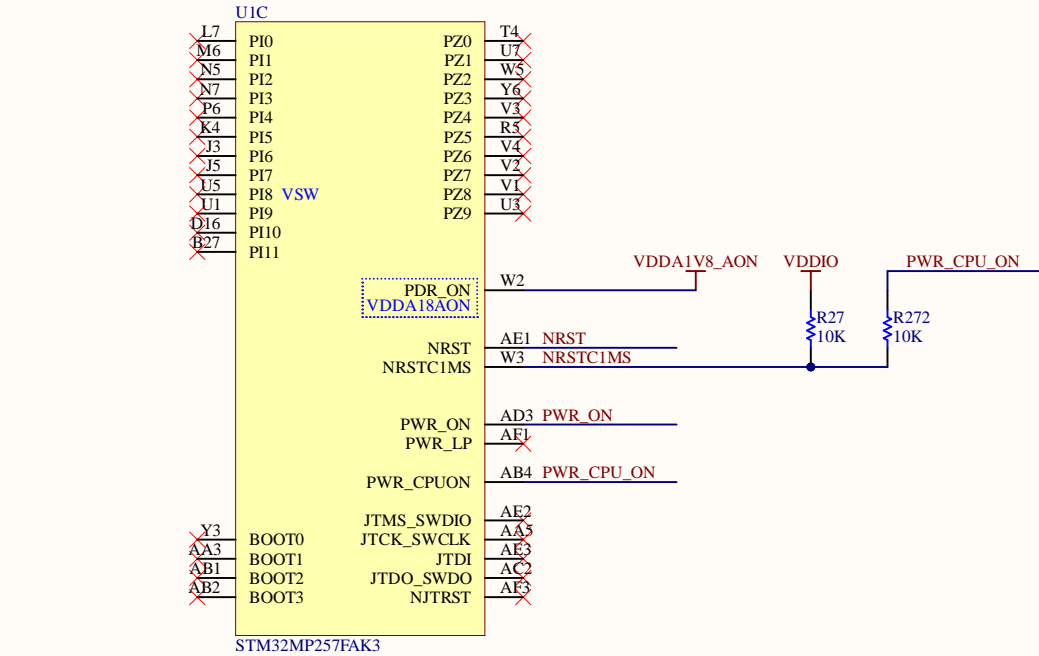 U1C
L7 PI0 PZ0 T4
M6 PI1 PZ1 U7
N5 PI2 PZ2 W5
N7 PI3 PZ3 Y6
P6 PI4 PZ4 V3
K4 PI5 PZ5 R5
J3 PI6 PZ6 V4
J5 PI7 PZ7 V2
U5 PI8 VSW PZ8 V1
U1 PI9 PZ9 U3
D16 PI10
B27 PI11
VDDA1V8_AON VDDIO PWR_CPU_ON
PDR_ON W2
VDDA18AON
R27 R272
10K 10K
NRST AE1 NRST
NRSTC1MS W3 NRSTC1MS
PWR_ON AD3 PWR_ON
PWR_LP AF1
PWR_CPUON AB4 PWR_CPU_ON
JTMS_SWDIO AE2
Y3 BOOT0 JTCK_SWCLK AA5
AA3 BOOT1 JTDI AE3
AB1 BOOT2 JTDO_SWDO AC2
AB2 BOOT3 NJTRST AF3
STM32MP257FAK3